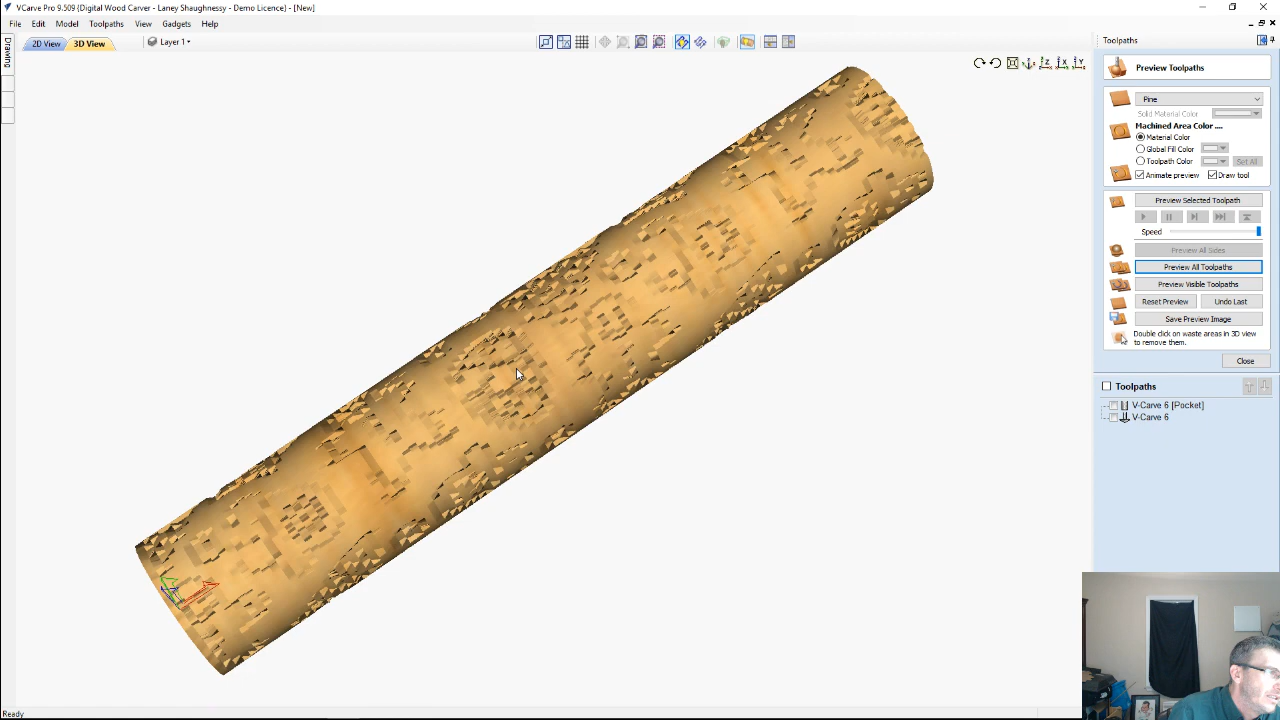 VCarve Pro 9.509 {Digital Wood Carver - Laney Shaughnessy - Demo Licence} - [New]
File Edit Model Toolpaths View Gadgets Help
2D View 3D View Layer 1
Drawing
Toolpaths
Preview Toolpaths
Pine
Solid Material Color
Machined Area Color ....
Material Color
Global Fill Color
Toolpath Color Set All
Animate preview Draw tool
Preview Selected Toolpath
Speed
Preview All Sides
Preview All Toolpaths
Preview Visible Toolpaths
Reset Preview Undo Last
Save Preview Image
Double click on waste areas in 3D view
to remove them.
Close
Toolpaths
V-Carve 6 [Pocket]
V-Carve 6
Ready